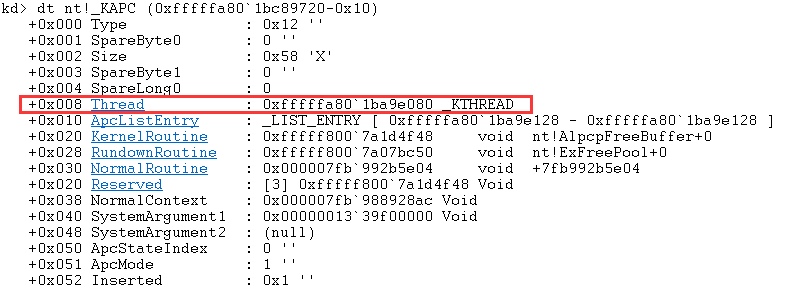 kd> dt nt!_KAPC (0xfffffa80`1bc89720-0x10)
+0x000 Type : 0x12 ''
+0x001 SpareByte0 : 0 ''
+0x002 Size : 0x58 'X'
+0x003 SpareByte1 : 0 ''
+0x004 SpareLong0 : 0
+0x008 Thread : 0xfffffa80`1ba9e080 _KTHREAD
+0x010 ApcListEntry : _LIST_ENTRY [ 0xfffffa80`1ba9e128 - 0xfffffa80`1ba9e128 ]
+0x020 KernelRoutine : 0xfffff800`7a1d4f48 void nt!AlpcpFreeBuffer+0
+0x028 RundownRoutine : 0xfffff800`7a07bc50 void nt!ExFreePool+0
+0x030 NormalRoutine : 0x000007fb`992b5e04 void +7fb992b5e04
+0x020 Reserved : [3] 0xfffff800`7a1d4f48 Void
+0x038 NormalContext : 0x000007fb`988928ac Void
+0x040 SystemArgument1 : 0x00000013`39f00000 Void
+0x048 SystemArgument2 : (null)
+0x050 ApcStateIndex : 0 ''
+0x051 ApcMode : 1 ''
+0x052 Inserted : 0x1 ''